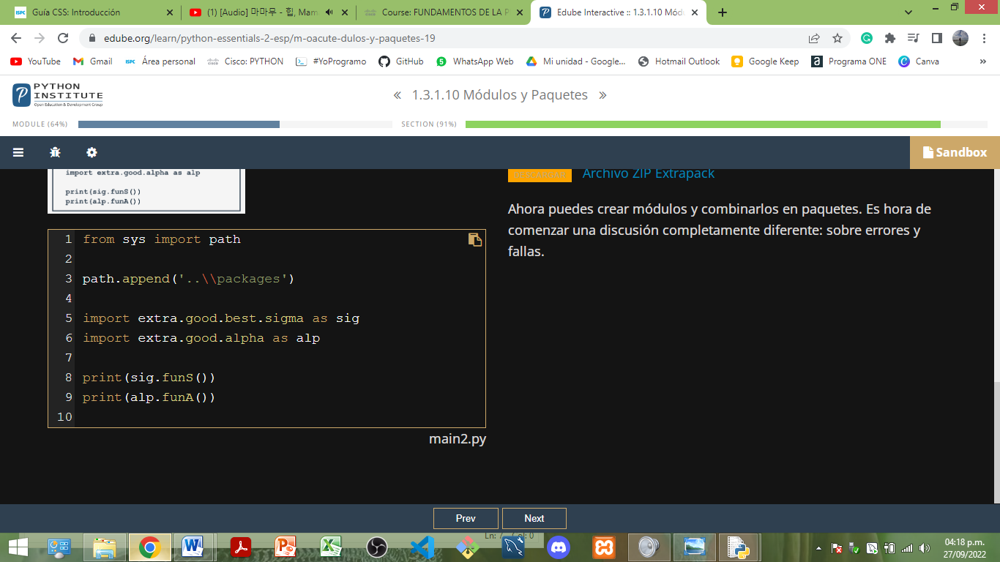 Guía CSS: Introducción
(1) [Audio] 마마무 - 힙, Mam
Course: FUNDAMENTOS DE LA P
Edube Interactive :: 1.3.1.10 Módu
edube.org/learn/python-essentials-2-esp/m-oacute-dulos-y-paquetes-19
YouTube
Gmail
Área personal
Cisco: PYTHON
#YoProgramo
GitHub
WhatsApp Web
Mi unidad - Google...
Hotmail Outlook
Google Keep
Programa ONE
Canva
»
PYTHON
INSTITUTE
Open Education & Development Group
« 1.3.1.10 Módulos y Paquetes »
MODULE (64%)
SECTION (91%)
Sandbox
import extra.good.alpha as alp
print(sig.funS())
print(alp.funA())
DESCARGAR
Archivo ZIP Extrapack
Ahora puedes crear módulos y combinarlos en paquetes. Es hora de
comenzar una discusión completamente diferente: sobre errores y
fallas.
1 from sys import path
2
3 path.append('..\\packages')
4
5 import extra.good.best.sigma as sig
6 import extra.good.alpha as alp
7
8 print(sig.funS())
9 print(alp.funA())
10
main2.py
Prev
Next
04:18 p.m.
27/09/2022